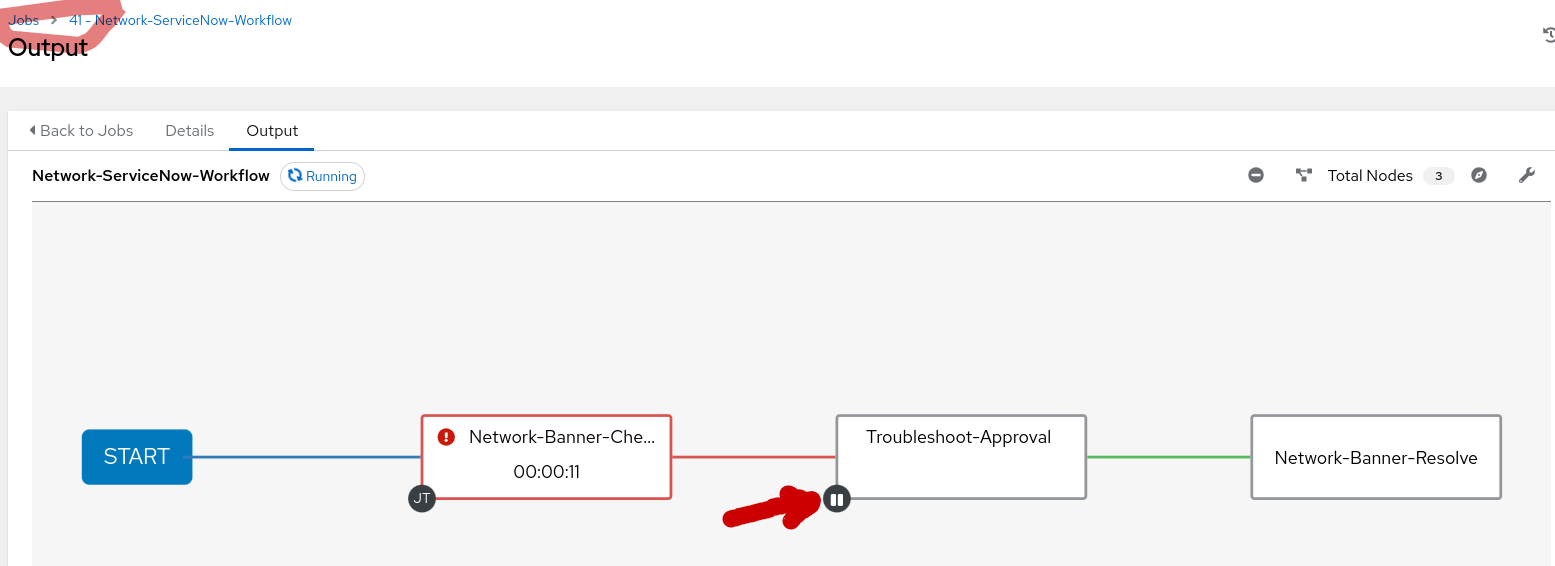 Jobs > 41 - Network-ServiceNow-Workflow
Output
Back to Jobs Details Output
Network-ServiceNow-Workflow Running Total Nodes 3
START
Network-Banner-Che...
00:00:11
JT
Troubleshoot-Approval
Network-Banner-Resolve